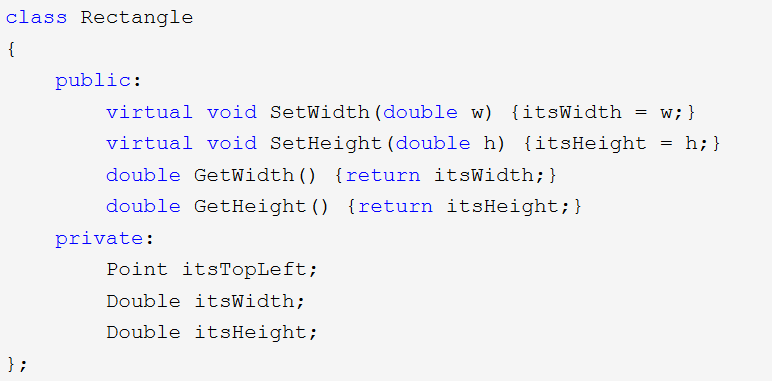 class Rectangle
{
    public:
        virtual void SetWidth(double w) {itsWidth = w;}
        virtual void SetHeight(double h) {itsHeight = h;}
        double GetWidth() {return itsWidth;}
        double GetHeight() {return itsHeight;}
    private:
        Point itsTopLeft;
        Double itsWidth;
        Double itsHeight;
};